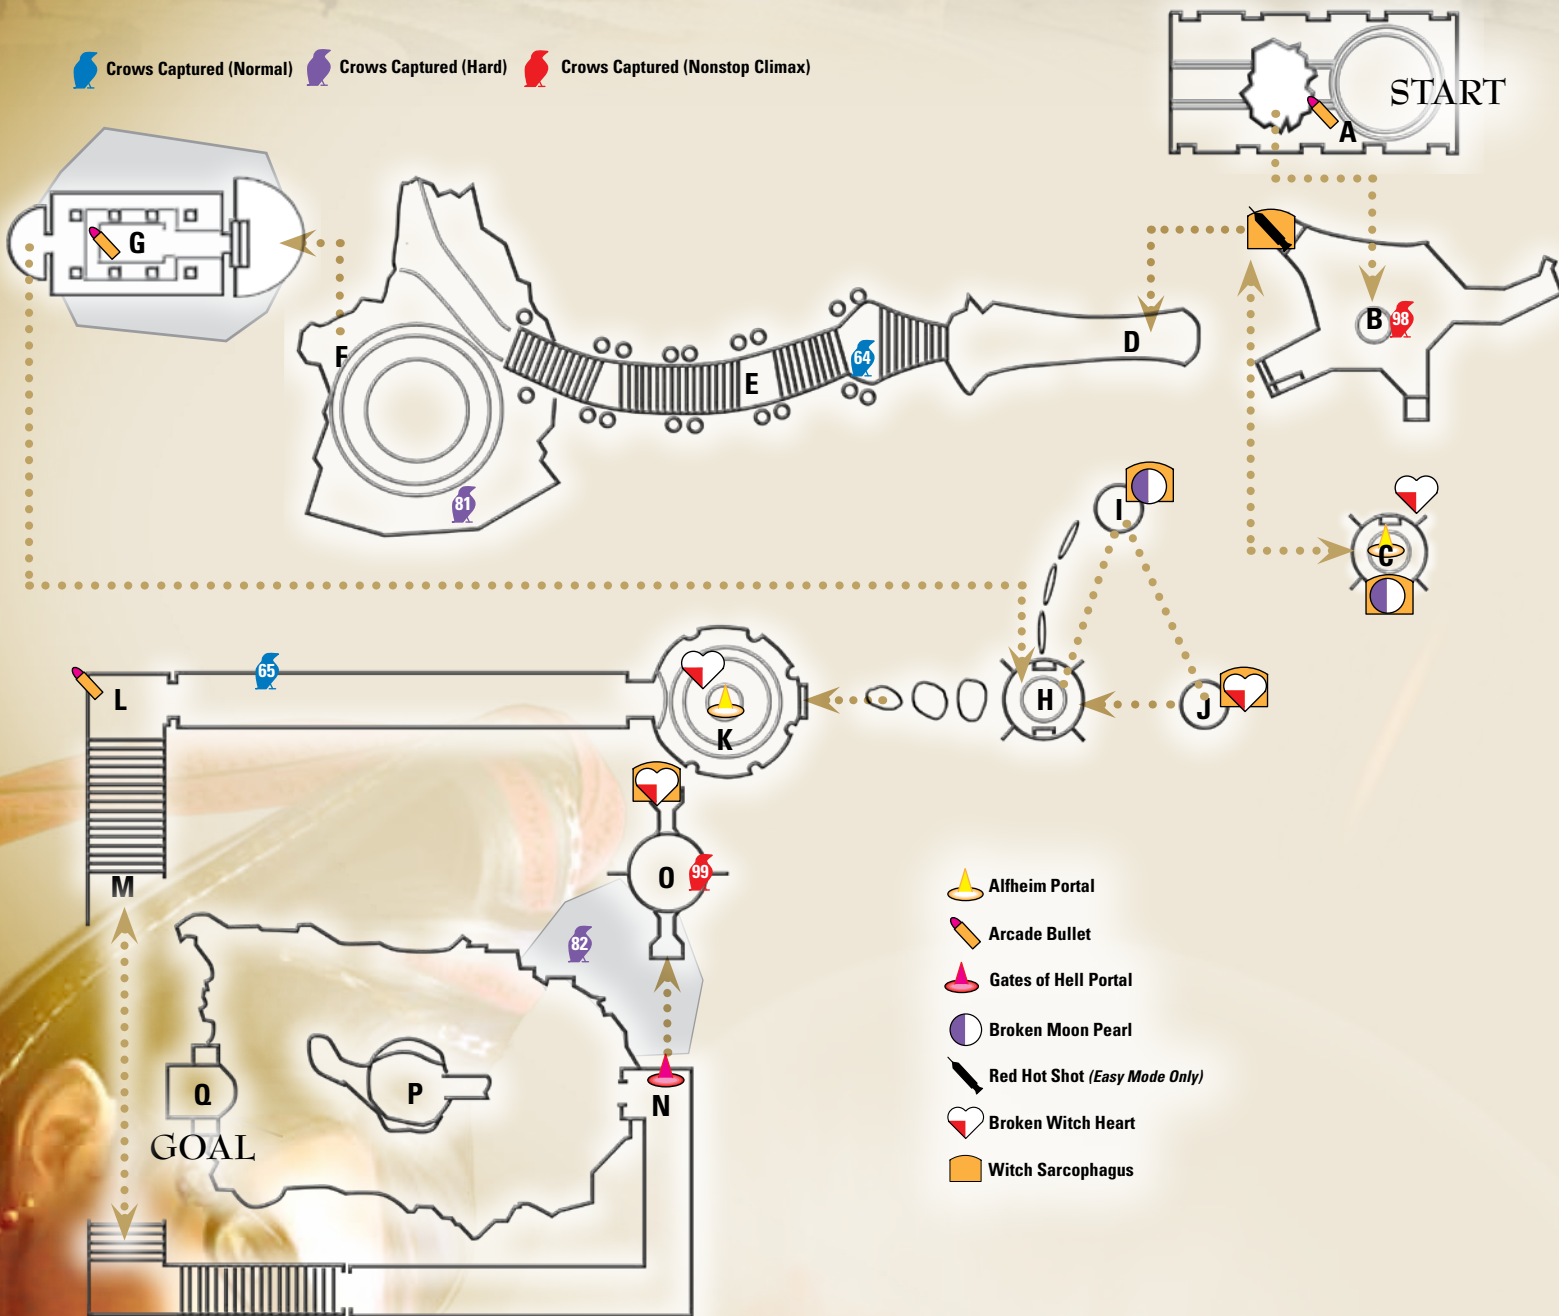 Crows Captured (Normal)
Crows Captured (Hard)
Crows Captured (Nonstop Climax)
START
A
G
B
98
F
E
64
D
81
I
C
H
J
65
L
K
M
O
99
82
N
Q
P
GOAL
Alfheim Portal
Arcade Bullet
Gates of Hell Portal
Broken Moon Pearl
Red Hot Shot (Easy Mode Only)
Broken Witch Heart
Witch Sarcophagus